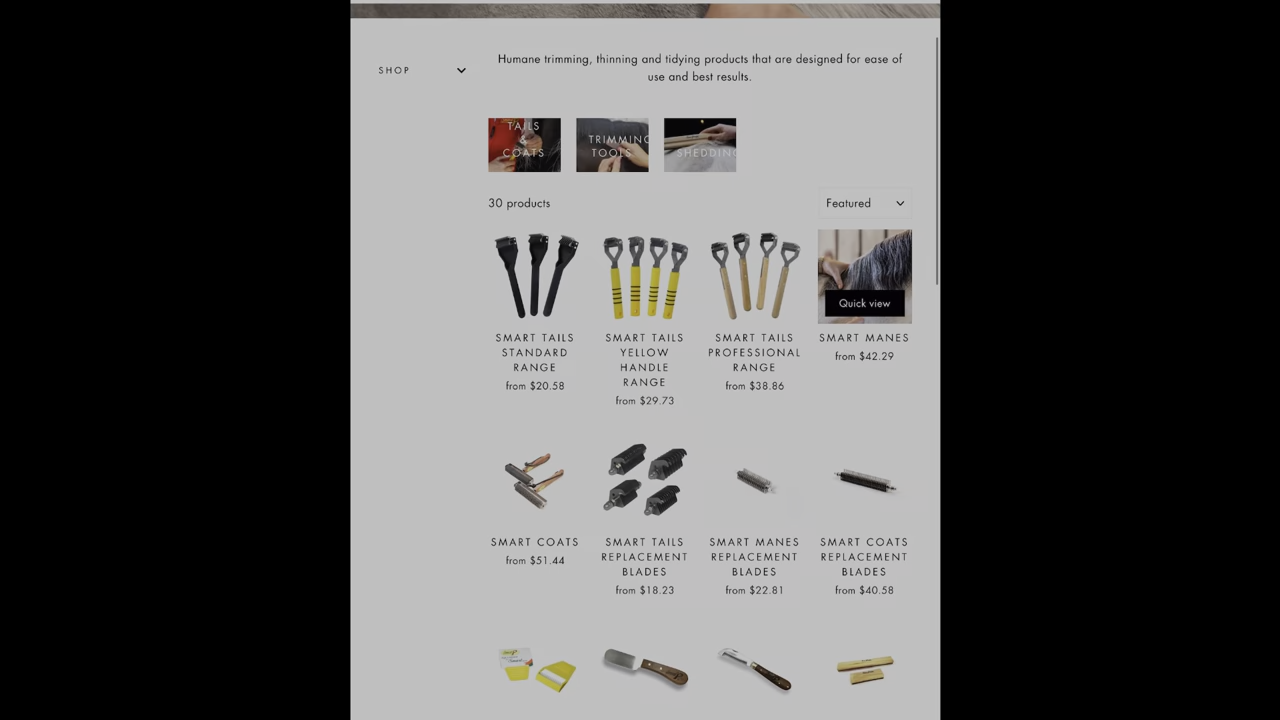 Humane trimming, thinning and tidying products that are designed for ease of
use and best results.
SHOP
TAILS
&
COATS
TRIMMING
TOOLS
SHEDDING
30 products
Featured
Quick view
SMART TAILS
STANDARD
RANGE
from $20.58
SMART TAILS
YELLOW
HANDLE
RANGE
from $29.73
SMART TAILS
PROFESSIONAL
RANGE
from $38.86
SMART MANES
from $42.29
SMART COATS
from $51.44
SMART TAILS
REPLACEMENT
BLADES
from $18.23
SMART MANES
REPLACEMENT
BLADES
from $22.81
SMART COATS
REPLACEMENT
BLADES
from $40.58